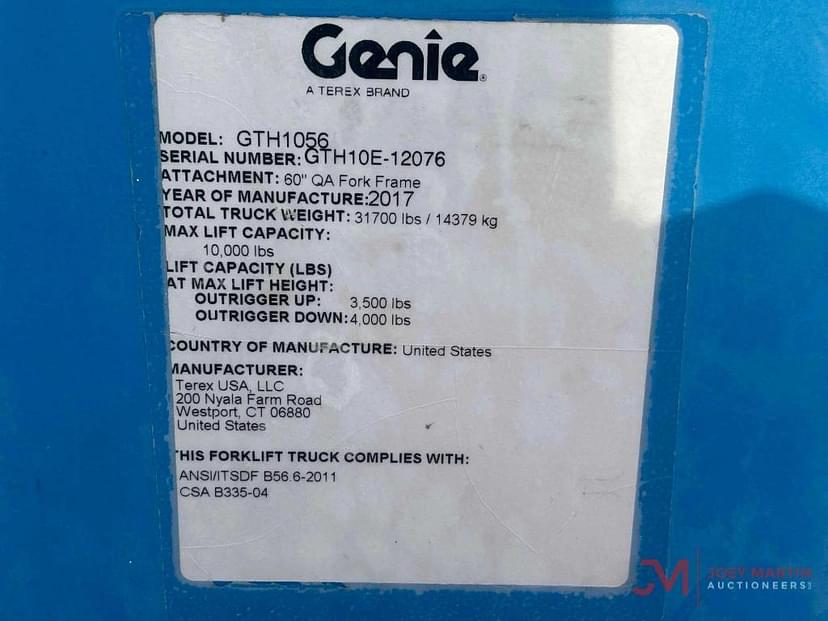 Genie®
A TEREX BRAND
MODEL: GTH1056
SERIAL NUMBER: GTH10E-12076
ATTACHMENT: 60" QA Fork Frame
YEAR OF MANUFACTURE: 2017
TOTAL TRUCK WEIGHT: 31700 lbs / 14379 kg
MAX LIFT CAPACITY:
10,000 lbs
LIFT CAPACITY (LBS)
AT MAX LIFT HEIGHT:
OUTRIGGER UP: 3,500 lbs
OUTRIGGER DOWN: 4,000 lbs
COUNTRY OF MANUFACTURE: United States
MANUFACTURER:
Terex USA, LLC
200 Nyala Farm Road
Westport, CT 06880
United States
THIS FORKLIFT TRUCK COMPLIES WITH:
ANSI/ITSDF B56.6-2011
CSA B335-04
JM
JOEY MARTIN
AUCTIONEERS